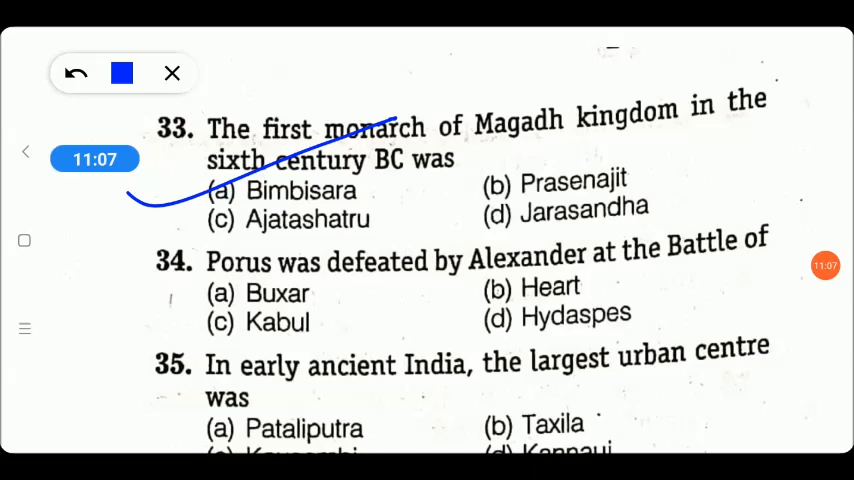 11:07
33. The first monarch of Magadh kingdom in the
sixth century BC was
(a) Bimbisara (b) Prasenajit
(c) Ajatashatru (d) Jarasandha
34. Porus was defeated by Alexander at the Battle of
(a) Buxar (b) Heart
(c) Kabul (d) Hydaspes
11:07
35. In early ancient India, the largest urban centre
was
(a) Pataliputra (b) Taxila
(d) Kannauj